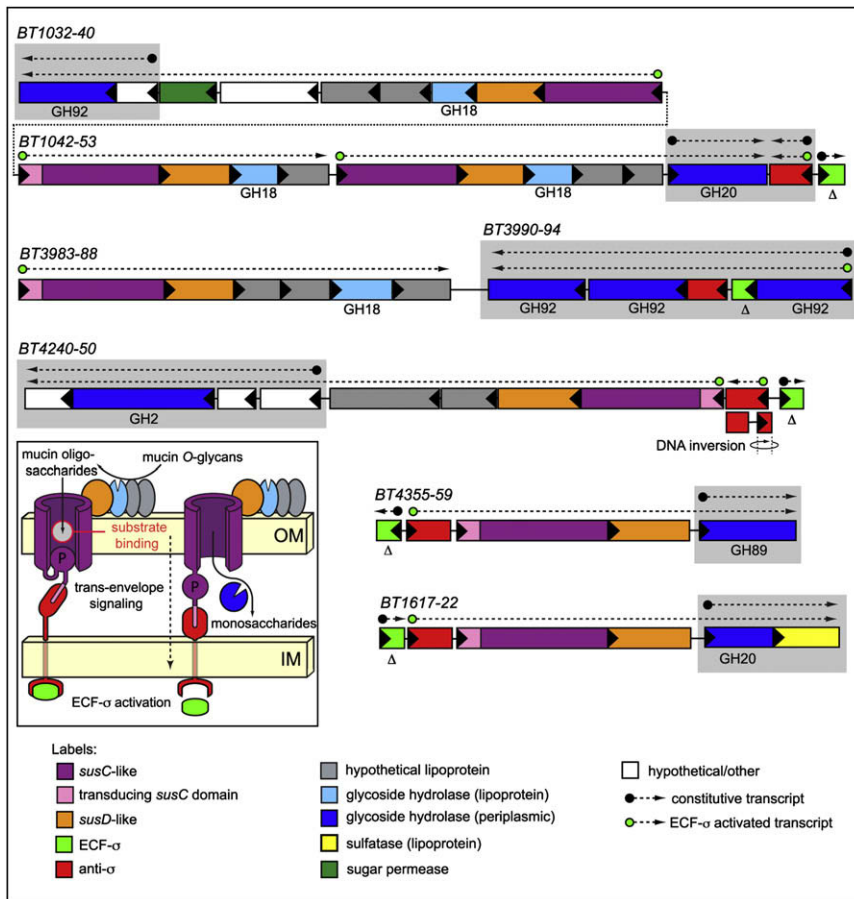 BT1032-40
GH92
GH18
BT1042-53
GH18
GH18
GH20
Δ
BT3983-88
BT3990-94
GH18
GH92
GH92
Δ
GH92
BT4240-50
GH2
Δ
DNA inversion
mucin oligo-
saccharides
mucin O-glycans
substrate
binding
OM
P
P
trans-envelope
signaling
monosaccharides
IM
ECF-σ activation
BT4355-59
Δ
GH89
BT1617-22
Δ
GH20
Labels:
susC-like
transducing susC domain
susD-like
ECF-σ
anti-σ
hypothetical lipoprotein
glycoside hydrolase (lipoprotein)
glycoside hydrolase (periplasmic)
sulfatase (lipoprotein)
sugar permease
hypothetical/other
constitutive transcript
ECF-σ activated transcript